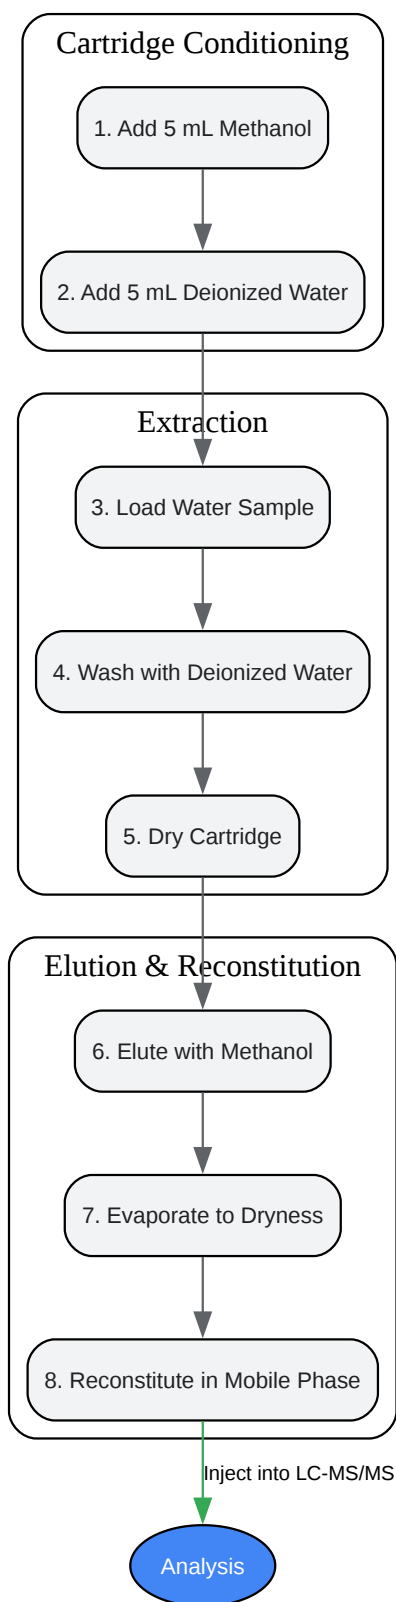 Cartridge Conditioning
1. Add 5 mL Methanol
2. Add 5 mL Deionized Water
Extraction
3. Load Water Sample
4. Wash with Deionized Water
5. Dry Cartridge
Elution & Reconstitution
6. Elute with Methanol
7. Evaporate to Dryness
8. Reconstitute in Mobile Phase
Inject into LC-MS/MS
Analysis